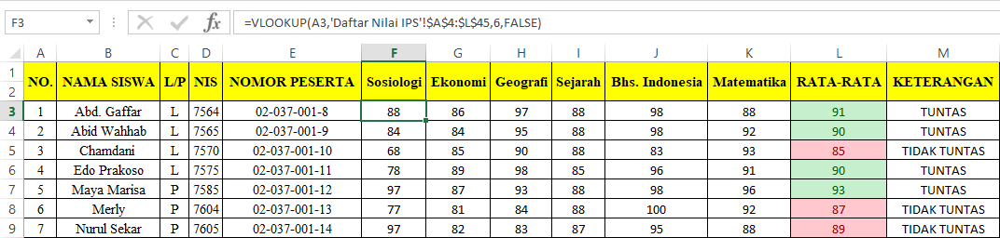 F3 fx =VLOOKUP(A3,'Daftar Nilai IPS'!$A$4:$L$45,6,FALSE)
A B C D E F G H I J K L M
1
2
NO. NAMA SISWA L/P NIS NOMOR PESERTA Sosiologi Ekonomi Geografi Sejarah Bhs. Indonesia Matematika RATA-RATA KETERANGAN
3 1 Abd. Gaffar L 7564 02-037-001-8 88 86 97 88 98 88 91 TUNTAS
4 2 Abid Wahhab L 7565 02-037-001-9 84 84 95 88 98 92 90 TUNTAS
5 3 Chamdani L 7570 02-037-001-10 68 85 90 88 83 93 85 TIDAK TUNTAS
6 4 Edo Prakoso L 7575 02-037-001-11 78 89 98 85 96 91 90 TUNTAS
7 5 Maya Marisa P 7585 02-037-001-12 97 87 93 88 98 96 93 TUNTAS
8 6 Merly P 7604 02-037-001-13 77 81 84 88 100 92 87 TIDAK TUNTAS
9 7 Nurul Sekar P 7605 02-037-001-14 97 82 83 87 95 88 89 TIDAK TUNTAS